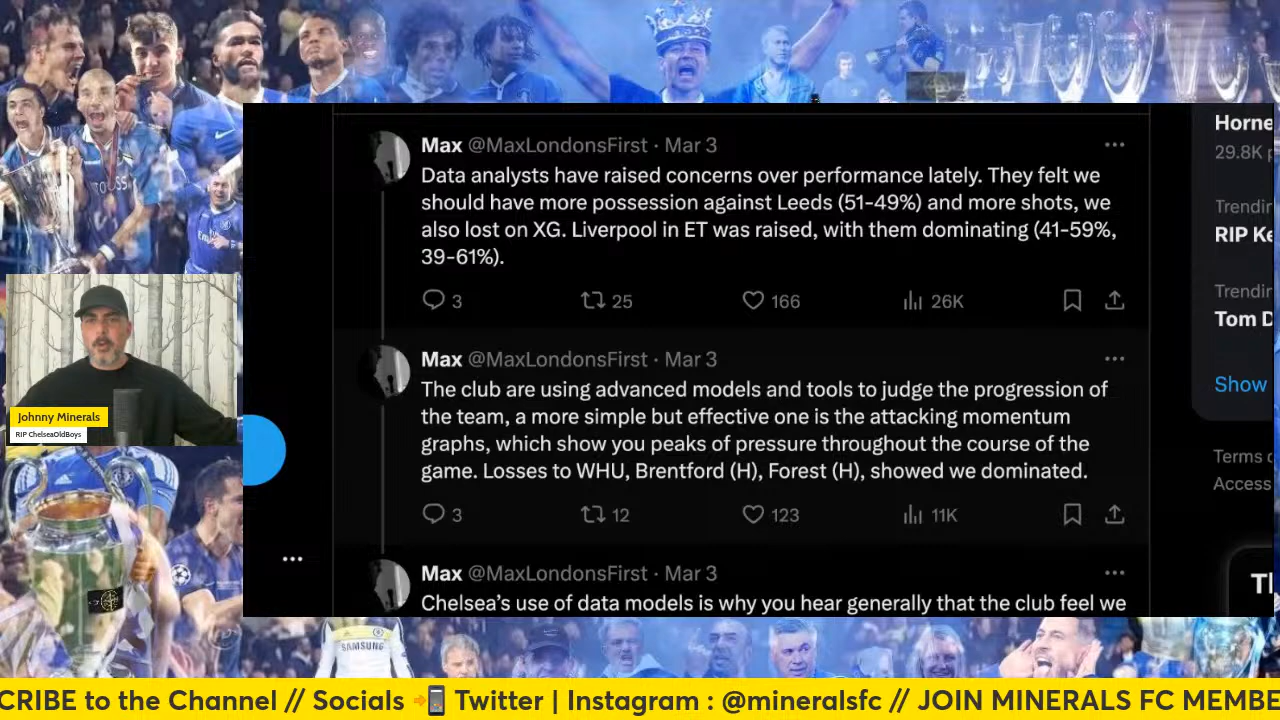 Max @MaxLondonsFirst · Mar 3
Data analysts have raised concerns over performance lately. They felt we
should have more possession against Leeds (51-49%) and more shots, we
also lost on XG. Liverpool in ET was raised, with them dominating (41-59%,
39-61%).
3 25 166 26K
Max @MaxLondonsFirst · Mar 3
The club are using advanced models and tools to judge the progression of
the team, a more simple but effective one is the attacking momentum
graphs, which show you peaks of pressure throughout the course of the
game. Losses to WHU, Brentford (H), Forest (H), showed we dominated.
3 12 123 11K
Max @MaxLondonsFirst · Mar 3
Chelsea's use of data models is why you hear generally that the club feel we
Horne
29.8K
Trendin
RIP Ke
Trendin
Tom D
Show
Terms
Access
Th
Johnny Minerals
RIP ChelseaOldBoys
SAMSUNG
CRIBE to the Channel // Socials 📲 Twitter | Instagram : @mineralsfc // JOIN MINERALS FC MEMBE